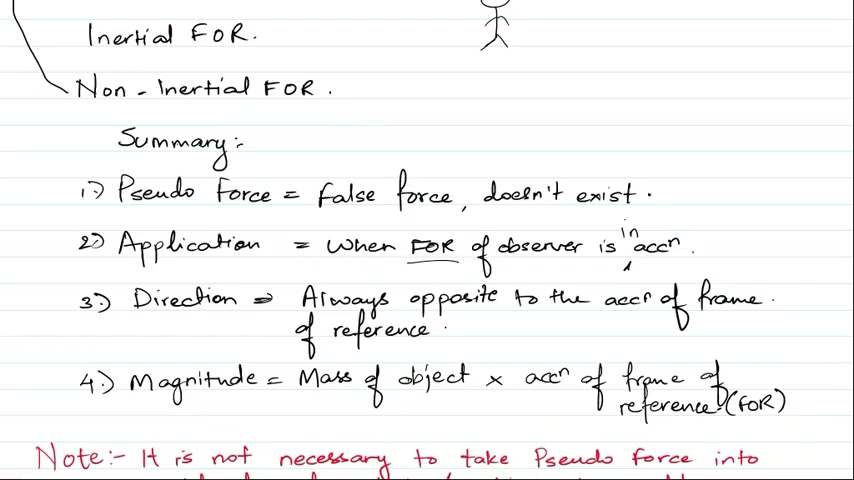 Inertial FOR.
Non - Inertial FOR.
Summary:-
1.) Pseudo Force = False force, doesn't exist.
2.) Application = When FOR of observer is in accn.
3.) Direction = Always opposite to the accn of frame
of reference.
4.) Magnitude = Mass of object × accn of frame of
reference (FOR)
Note:- It is not necessary to take Pseudo force into